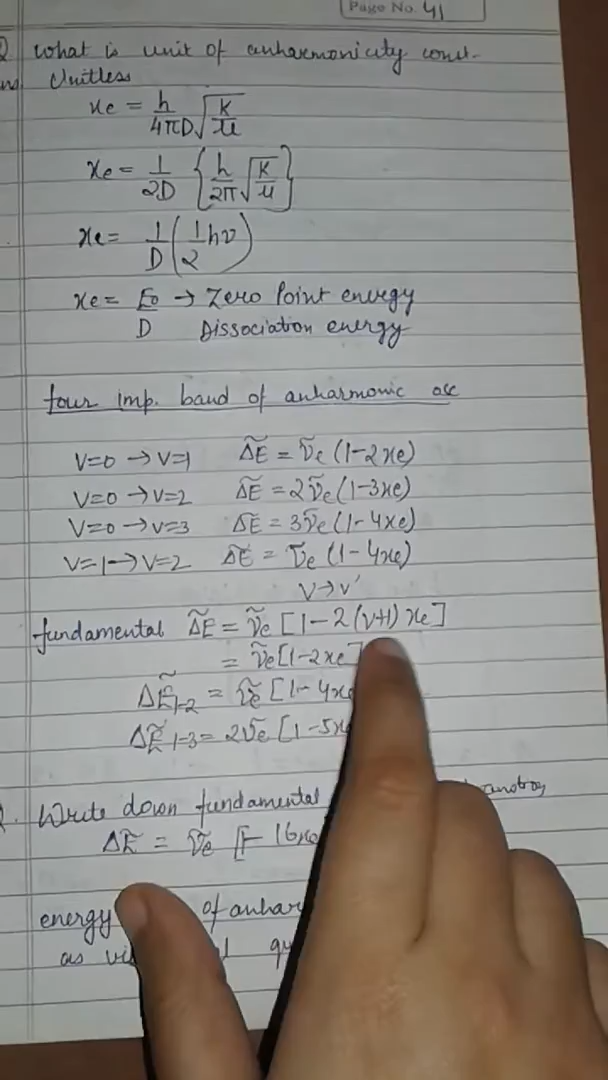 Page No. 41
Q What is unit of anharmonicity const.
Unitless
xe = h/4πD √K/μ
xe = 1/2D {h/2π √K/μ}
xe = 1/D (1/2 hν)
xe = E0 → Zero Point energy
D Dissociation energy
four imp. band of anharmonic osc
V=0 → V=1 ΔẼ = ν̃e (1-2xe)
V=0 → V=2 ΔẼ = 2ν̃e (1-3xe)
V=0 → V=3 ΔẼ = 3ν̃e (1-4xe)
V=1 → V=2 ΔẼ = ν̃e (1-4xe)
V → V'
fundamental ΔẼ = ν̃e [1-2(V+1) xe]
= ν̃e [1-2xe]
ΔẼ1-2 = ν̃e [1-4xe
ΔẼ1-3 = 2ν̃e [1-5x
Write down fundamental
ΔẼ = ν̃e [1- 16xe
energy of anhar
as